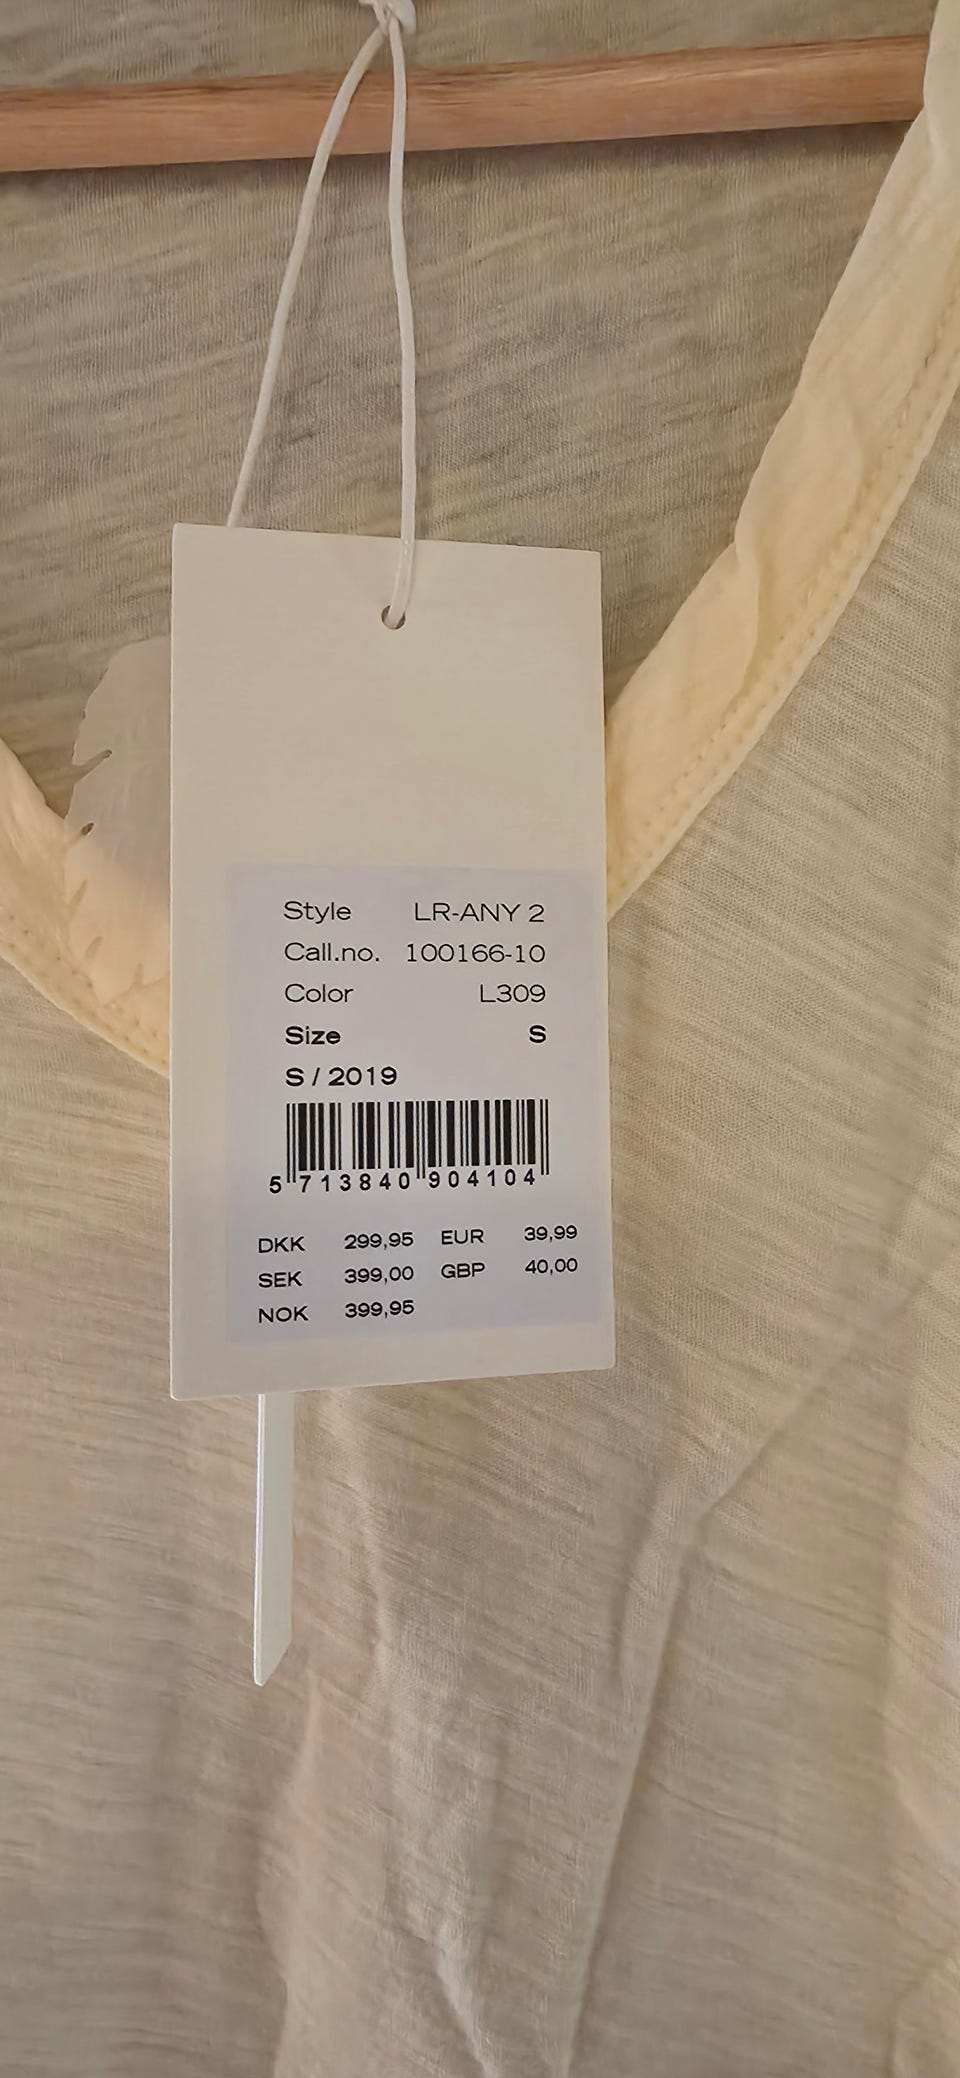 Style LR-ANY 2
Call.no. 100166-10
Color L309
Size S
S / 2019
5 713840 904104
DKK 299,95 EUR 39,99
SEK 399,00 GBP 40,00
NOK 399,95